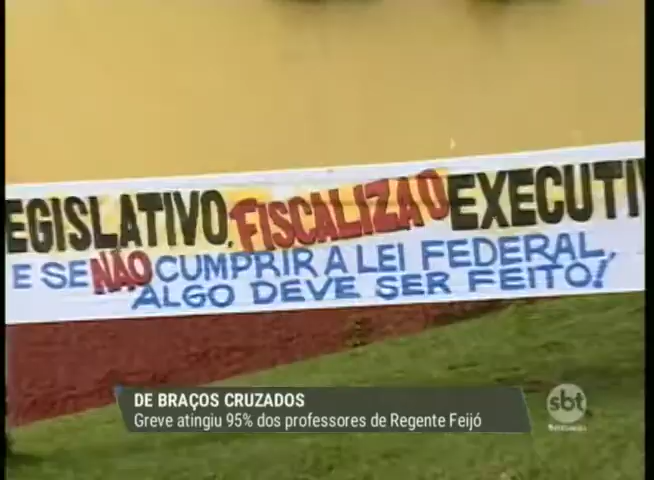 EGISLATIVO, FISCALIZA O EXECUTI
E SE NÃO CUMPRIR A LEI FEDERAL,
ALGO DEVE SER FEITO!
DE BRAÇOS CRUZADOS
Greve atingiu 95% dos professores de Regente Feijó
sbt